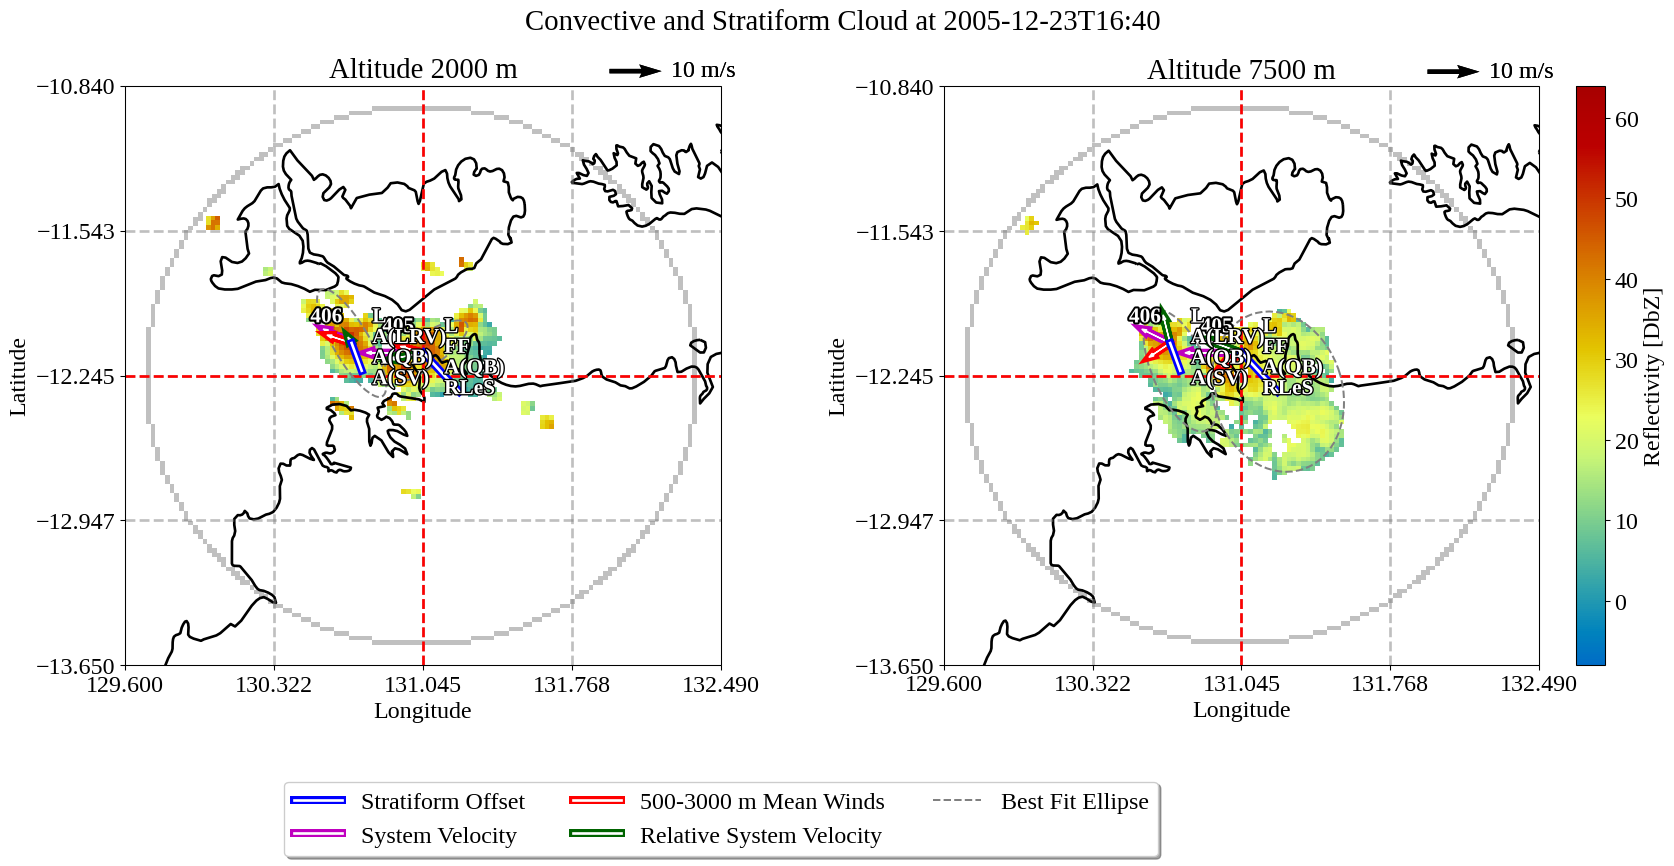 Convective and Stratiform Cloud at 2005-12-23T16:40
Altitude 2000 m
10 m/s
−10.840
−11.543
−12.245
−12.947
−13.650
Latitude
406
405
L
A(LRV)
A(QB)
A(SV)
L
FF
A(QB)
RLeS
129.600
130.322
131.045
131.768
132.490
Longitude
Altitude 7500 m
10 m/s
−10.840
−11.543
−12.245
−12.947
−13.650
Latitude
406
405
L
A(LRV)
A(QB)
A(SV)
L
FF
A(QB)
RLeS
129.600
130.322
131.045
131.768
132.490
Longitude
60
50
40
30
20
10
0
Reflectivity [DbZ]
Stratiform Offset
System Velocity
500-3000 m Mean Winds
Relative System Velocity
Best Fit Ellipse